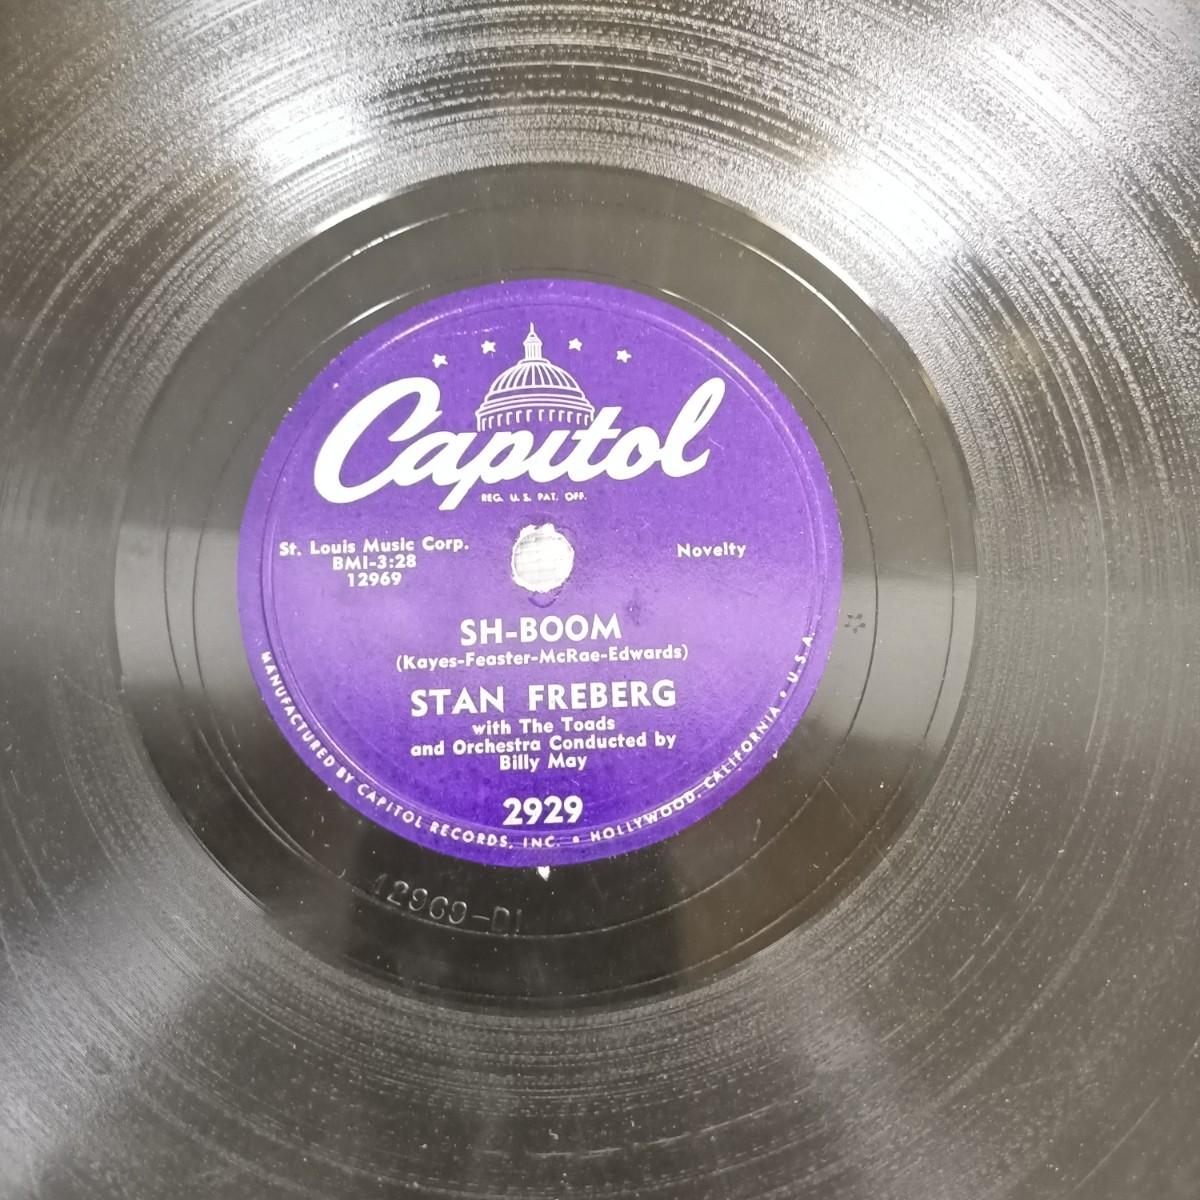 Capitol
REG. U. S. PAT. OFF.
St. Louis Music Corp.
BMI-3:28
12969
Novelty
SH-BOOM
(Kayes-Feaster-McRae-Edwards)
STAN FREBERG
with The Toads
and Orchestra Conducted by
Billy May
2929
MANUFACTURED BY CAPITOL RECORDS, INC. • HOLLYWOOD, CALIFORNIA • U.S.A.
12969-D1